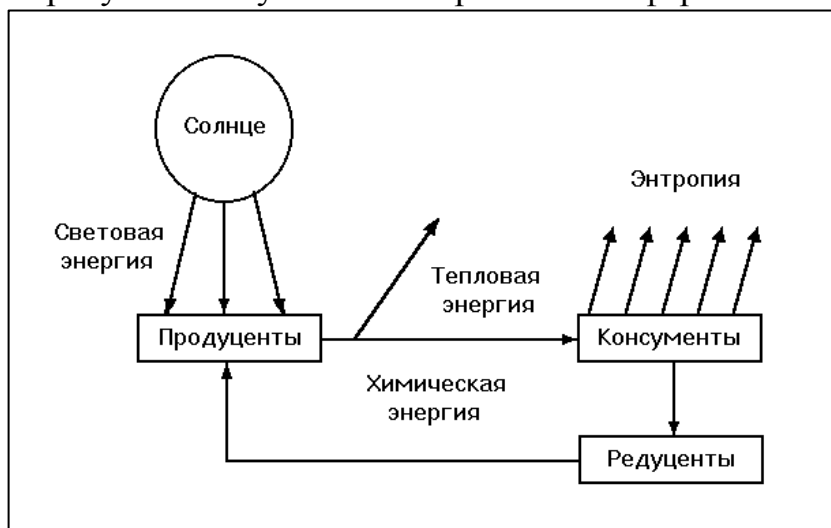 Солнце
Энтропия
Световая
энергия
Тепловая
энергия
Продуценты
Консументы
Химическая
энергия
Редуценты